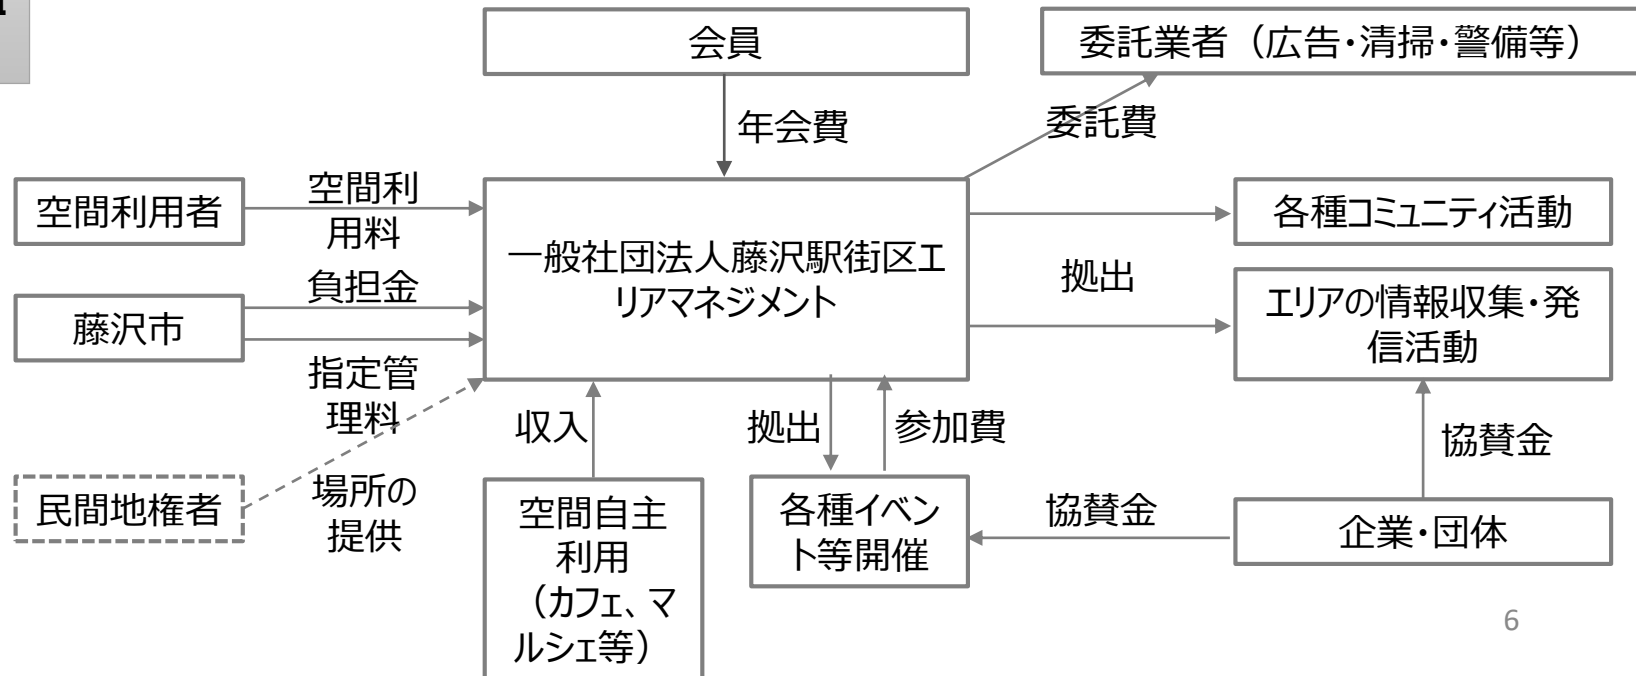 会員
委託業者（広告・清掃・警備等）
年会費
委託費
空間利用者
空間利
用料
一般社団法人藤沢駅街区エ
リアマネジメント
各種コミュニティ活動
藤沢市
負担金
拠出
エリアの情報収集・発
信活動
指定管
理料
民間地権者
場所の
提供
収入
拠出
参加費
協賛金
空間自主
利用
（カフェ、マ
ルシェ等）
各種イベン
ト等開催
協賛金
企業・団体
6